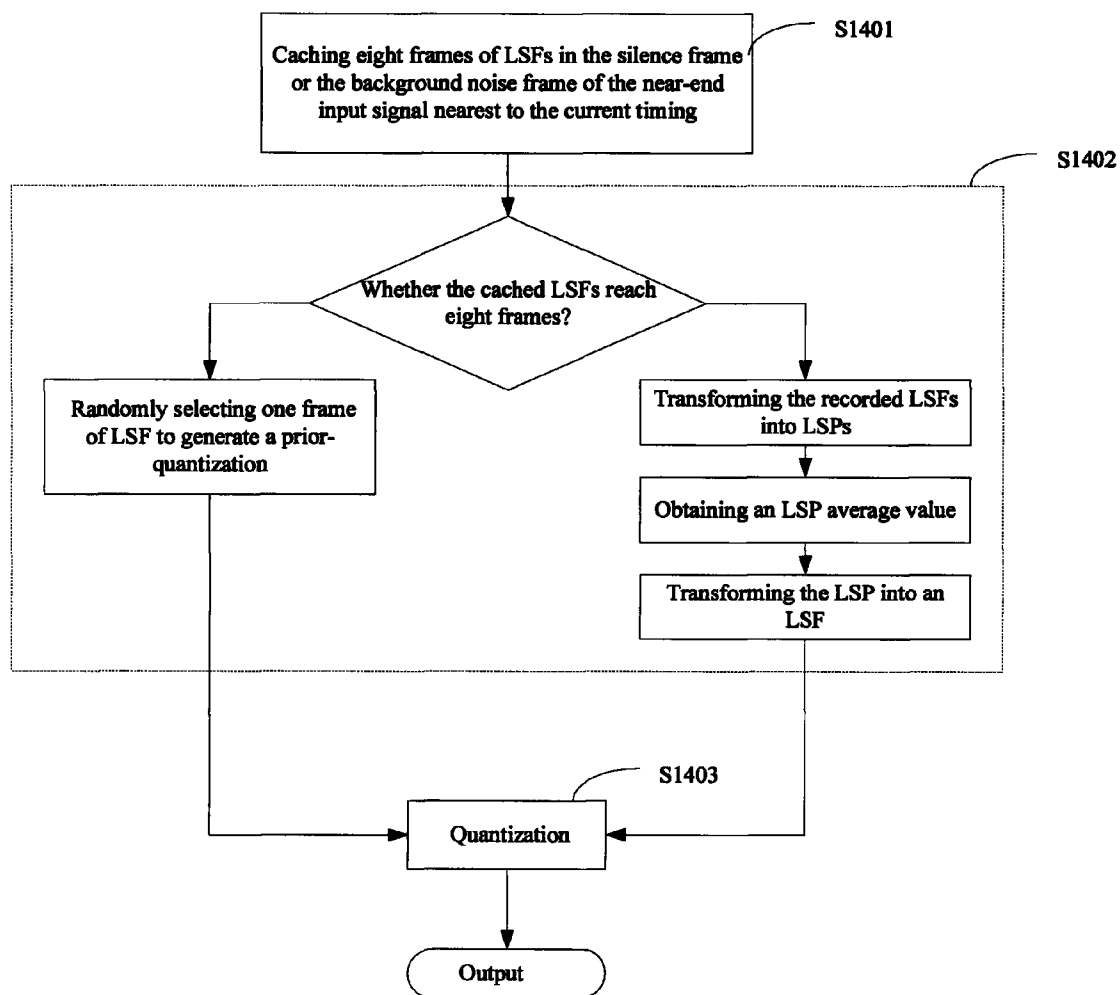 S1401
Caching eight frames of LSFs in the silence frame
or the background noise frame of the near-end
input signal nearest to the current timing
S1402
Whether the cached LSFs reach
eight frames?
Randomly selecting one frame
of LSF to generate a prior-
quantization
Transforming the recorded LSFs
into LSPs
Obtaining an LSP average value
Transforming the LSP into an
LSF
S1403
Quantization
Output